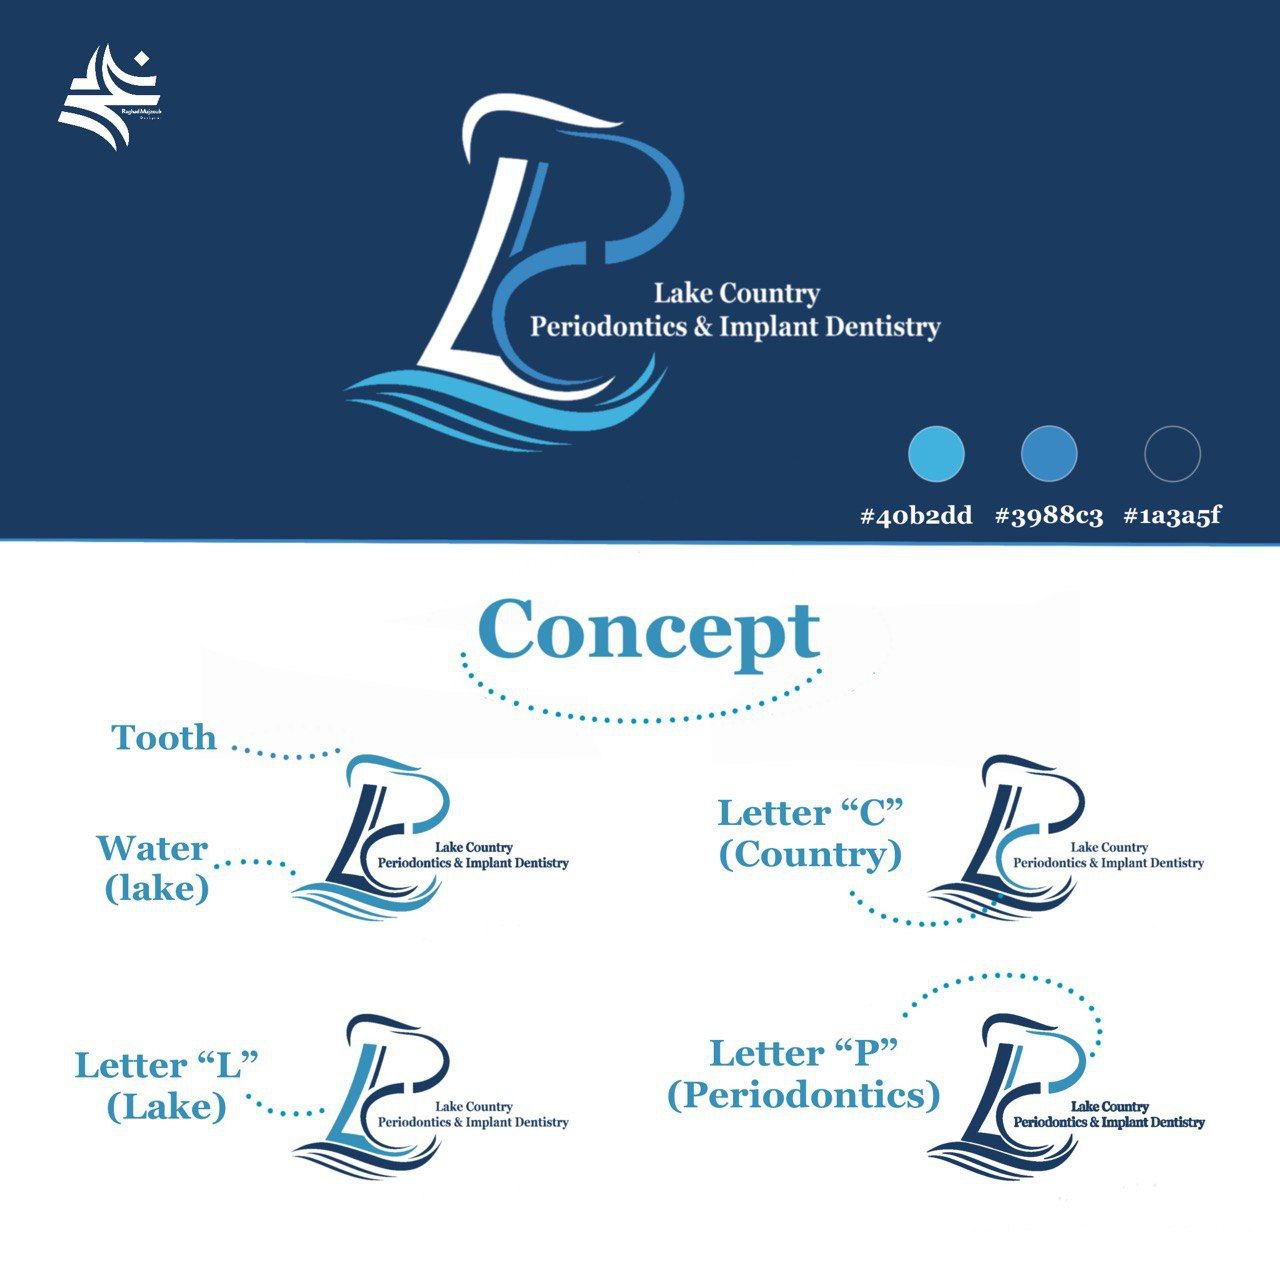 Raghad Majzoub
Designer
Lake Country
Periodontics & Implant Dentistry
#40b2dd #3988c3 #1a3a5f
Concept
Tooth
Water
(lake)
Lake Country
Periodontics & Implant Dentistry
Letter “C”
(Country)
Lake Country
Periodontics & Implant Dentistry
Letter “L”
(Lake)
Lake Country
Periodontics & Implant Dentistry
Letter “P”
(Periodontics)
Lake Country
Periodontics & Implant Dentistry